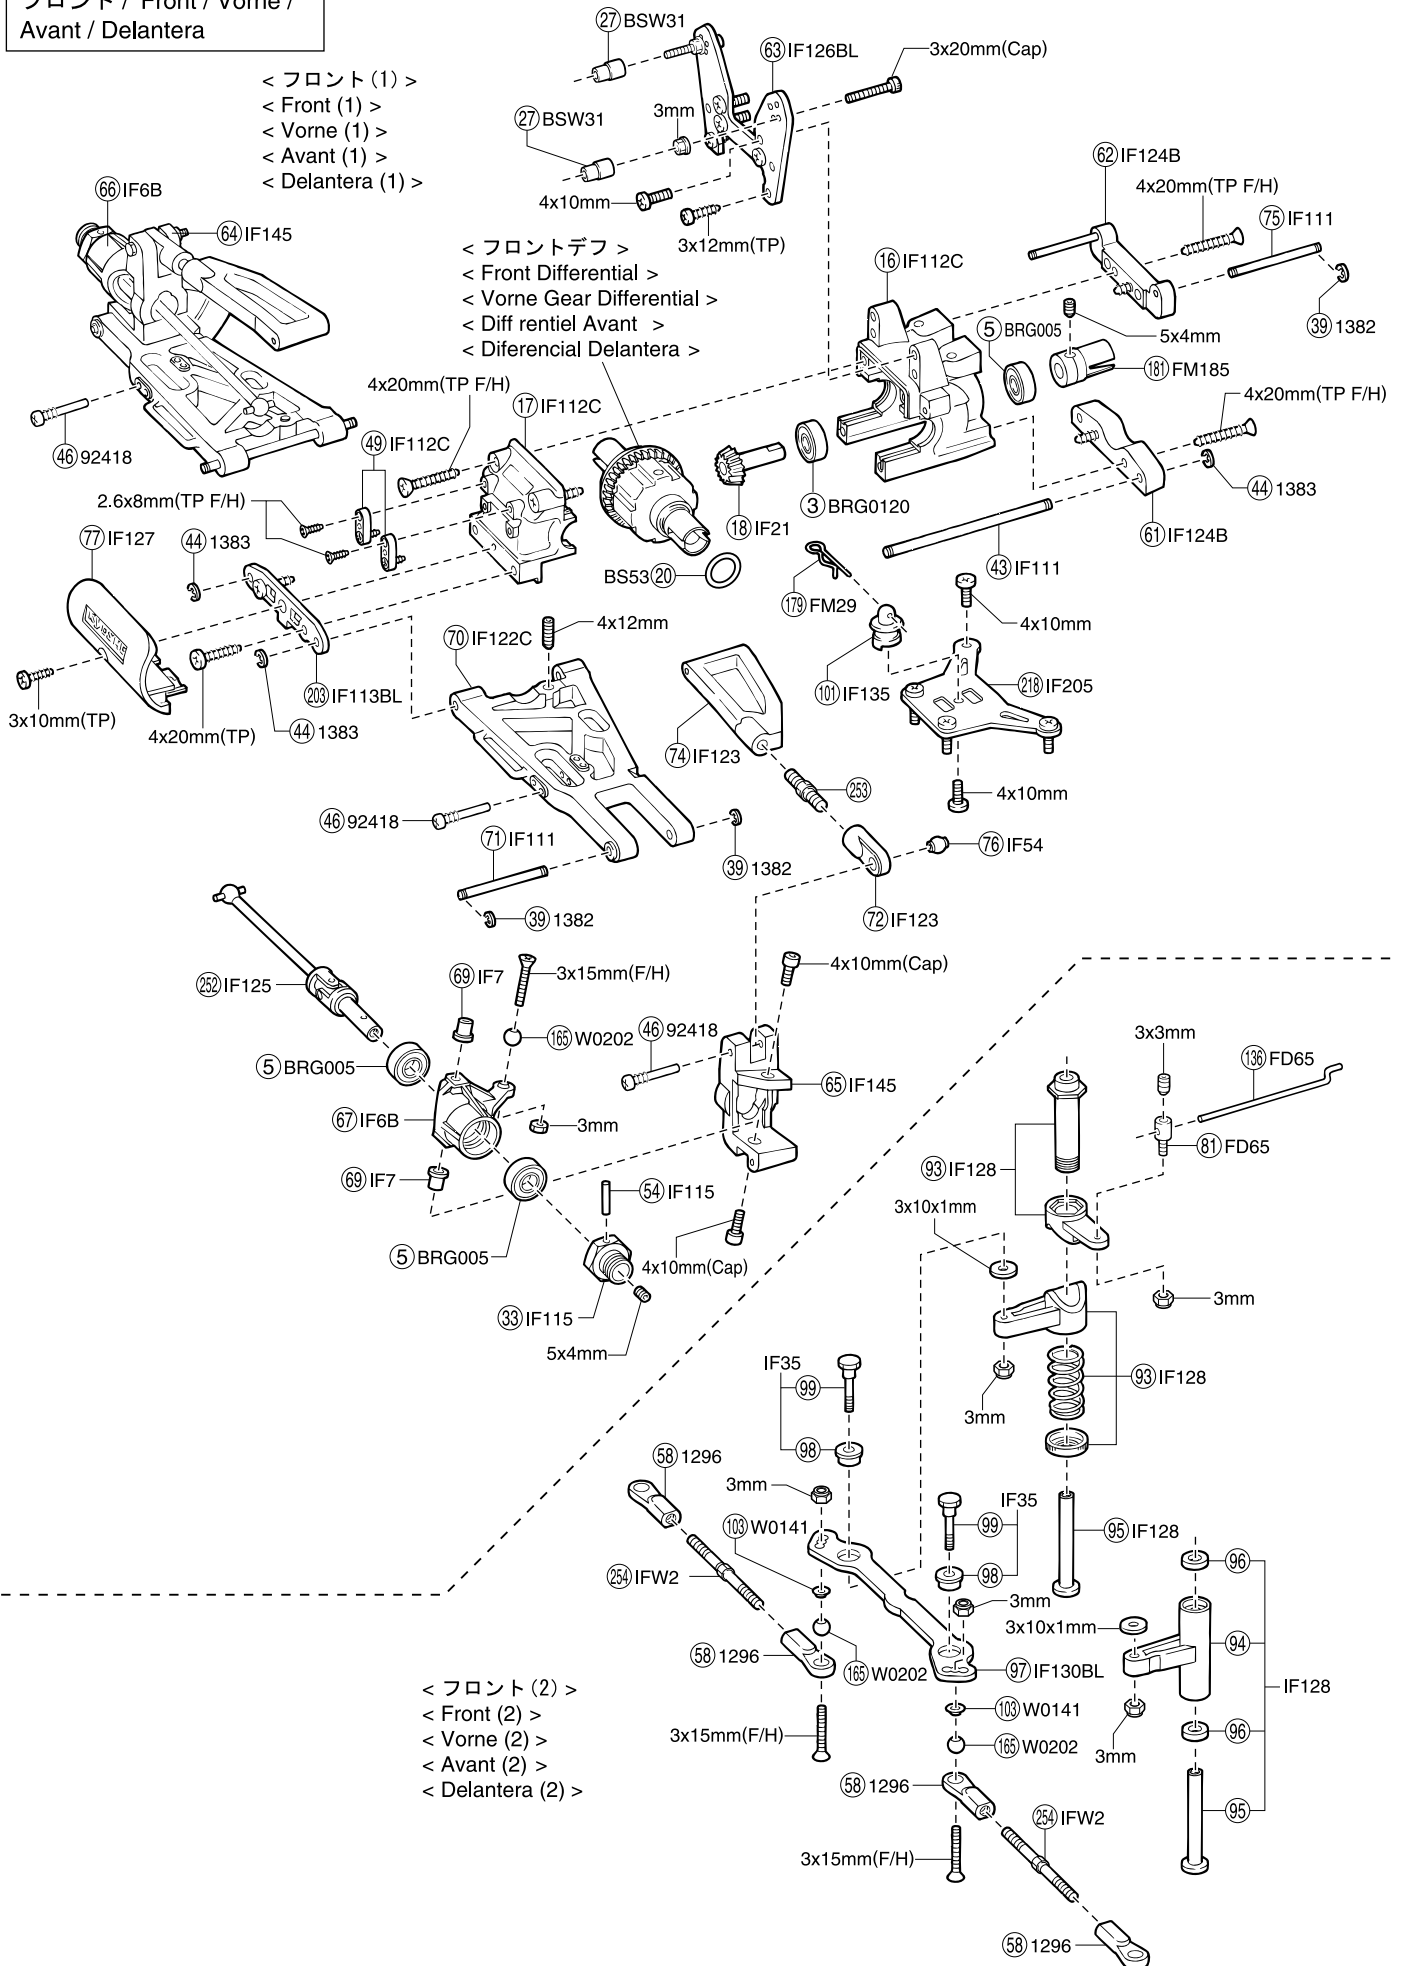 フロント / Front / Vorne /
Avant / Delantera
< フロント (1) >
< Front (1) >
< Vorne (1) >
< Avant (1) >
< Delantera (1) >
27 BSW31
63 IF126BL
3x20mm(Cap)
27 BSW31
3mm
4x10mm
3x12mm(TP)
62 IF124B
4x20mm(TP F/H)
75 IF111
66 IF6B
64 IF145
< フロントデフ >
< Front Differential >
< Vorne Gear Differential >
< Diff rentiel Avant >
< Diferencial Delantera >
16 IF112C
5 BRG005
5x4mm
39 1382
181 FM185
4x20mm(TP F/H)
4x20mm(TP F/H)
17 IF112C
46 92418
49 IF112C
2.6x8mm(TP F/H)
3 BRG0120
18 IF21
44 1383
61 IF124B
77 IF127
44 1383
43 IF111
BS53 20
179 FM29
4x10mm
70 IF122C
4x12mm
101 IF135
218 IF205
KYOSHO
203 IF113BL
3x10mm(TP)
4x20mm(TP)
44 1383
74 IF123
253
4x10mm
46 92418
71 IF111
39 1382
76 IF54
39 1382
72 IF123
252 IF125
69 IF7
3x15mm(F/H)
4x10mm(Cap)
165 W0202
46 92418
3x3mm
136 FD65
5 BRG005
65 IF145
67 IF6B
3mm
81 FD65
93 IF128
69 IF7
54 IF115
3x10x1mm
5 BRG005
4x10mm(Cap)
33 IF115
3mm
5x4mm
IF35
99
93 IF128
3mm
98
58 1296
3mm
IF35
99
103 W0141
95 IF128
96
254 IFW2
98
3mm
3x10x1mm
94
58 1296
165 W0202
97 IF130BL
IF128
< フロント (2) >
< Front (2) >
< Vorne (2) >
< Avant (2) >
< Delantera (2) >
103 W0141
3x15mm(F/H)
96
165 W0202
3mm
58 1296
95
254 IFW2
3x15mm(F/H)
58 1296